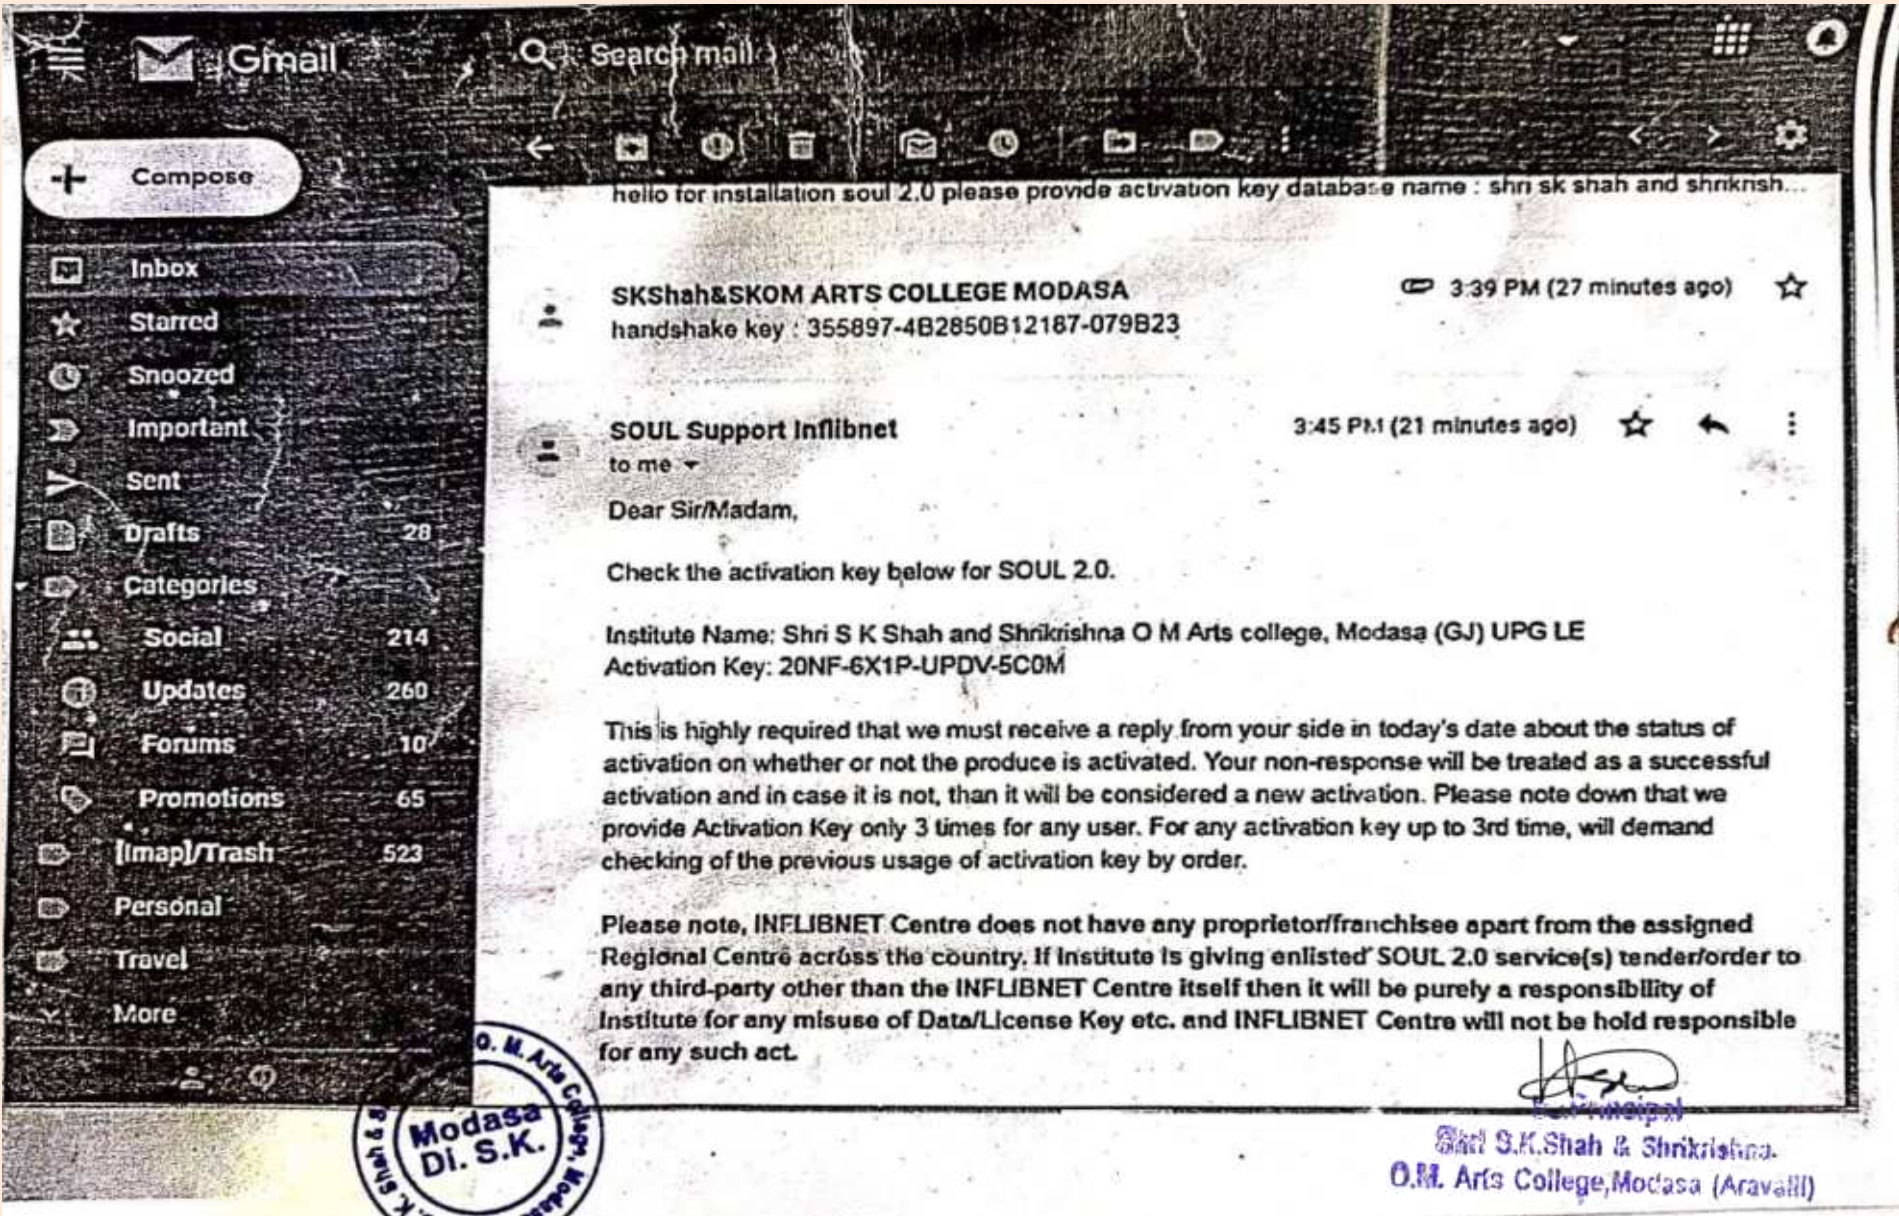 Gmail
Search mail
Compose
Inbox
Starred
Snoozed
Important
Sent
Drafts 28
Categories
Social 214
Updates 260
Forums 10
Promotions 65
[Imap]/Trash 523
Personal
Travel
More
hello for installation soul 2.0 please provide activation key database name : shri sk shah and shrikrish...
SKShah&SKOM ARTS COLLEGE MODASA 3:39 PM (27 minutes ago)
handshake key : 355897-4B2850B12187-079B23
SOUL Support Inflibnet 3:45 PM (21 minutes ago)
to me
Dear Sir/Madam,
Check the activation key below for SOUL 2.0.
Institute Name: Shri S K Shah and Shrikrishna O M Arts college, Modasa (GJ) UPG LE
Activation Key: 20NF-6X1P-UPDV-5C0M
This is highly required that we must receive a reply from your side in today's date about the status of
activation on whether or not the produce is activated. Your non-response will be treated as a successful
activation and in case it is not, than it will be considered a new activation. Please note down that we
provide Activation Key only 3 times for any user. For any activation key up to 3rd time, will demand
checking of the previous usage of activation key by order.
Please note, INFLIBNET Centre does not have any proprietor/franchisee apart from the assigned
Regional Centre across the country. If Institute is giving enlisted SOUL 2.0 service(s) tender/order to
any third-party other than the INFLIBNET Centre itself then it will be purely a responsibility of
Institute for any misuse of Data/License Key etc. and INFLIBNET Centre will not be hold responsible
for any such act.
K. Shah & S O. M. Arts College, Modasa
Modasa
Di. S.K.
Principal
Shri S.K.Shah & Shrikrishna
O.M. Arts College,Modasa (Aravalli)